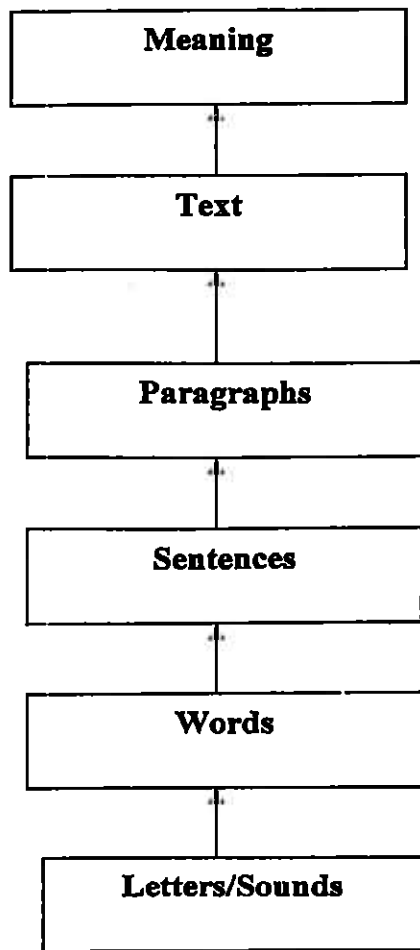 Meaning
Text
Paragraphs
Sentences
Words
Letters/Sounds